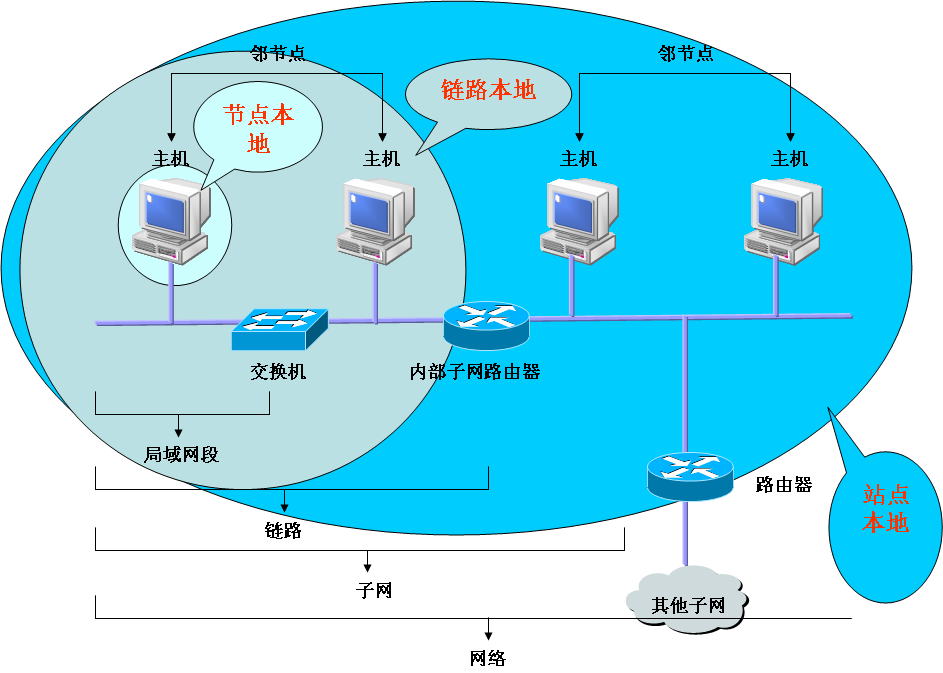 邻节点
邻节点
链路本地
节点本
地
主机
主机
主机
主机
交换机
内部子网路由器
局域网段
路由器
站点
本地
链路
子网
其他子网
网络